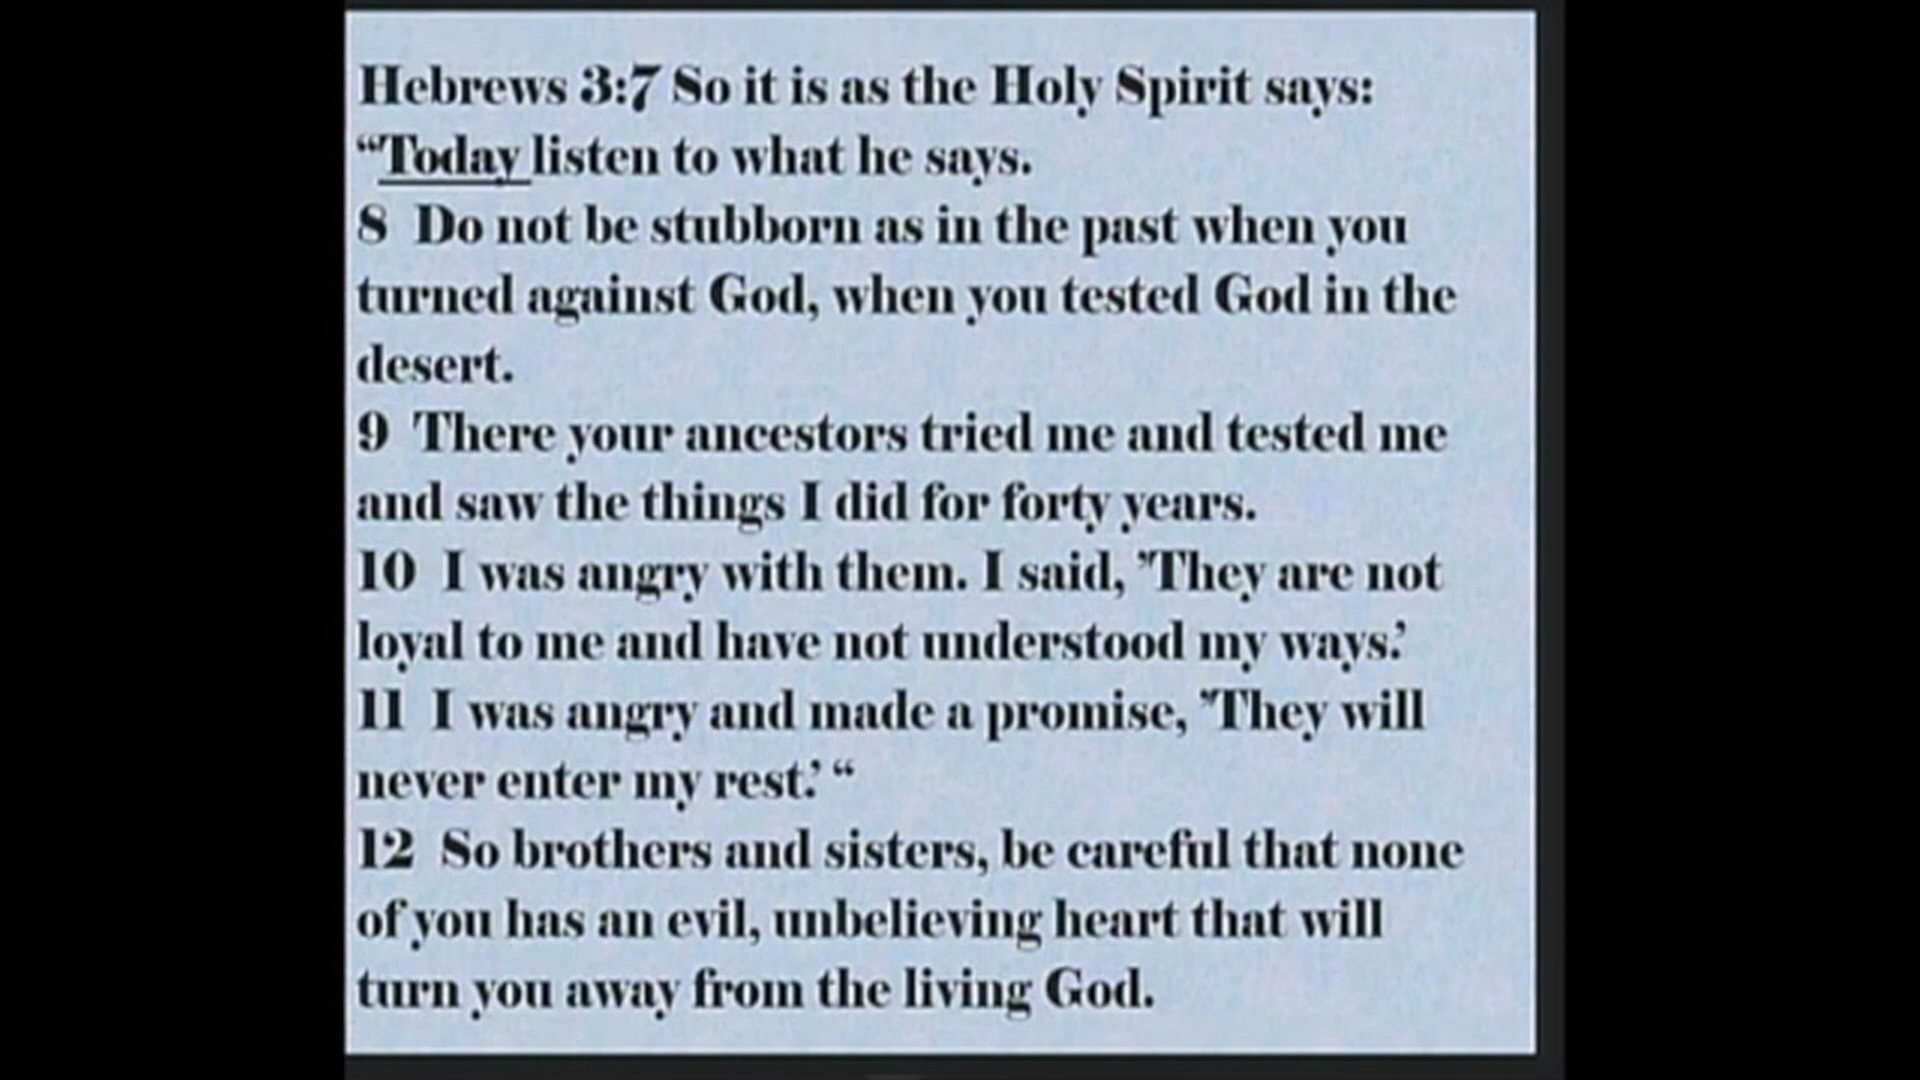 Hebrews 3:7 So it is as the Holy Spirit says:
“Today listen to what he says.
8 Do not be stubborn as in the past when you
turned against God, when you tested God in the
desert.
9 There your ancestors tried me and tested me
and saw the things I did for forty years.
10 I was angry with them. I said, "They are not
loyal to me and have not understood my ways.’
11 I was angry and made a promise, "They will
never enter my rest.’ “
12 So brothers and sisters, be careful that none
of you has an evil, unbelieving heart that will
turn you away from the living God.